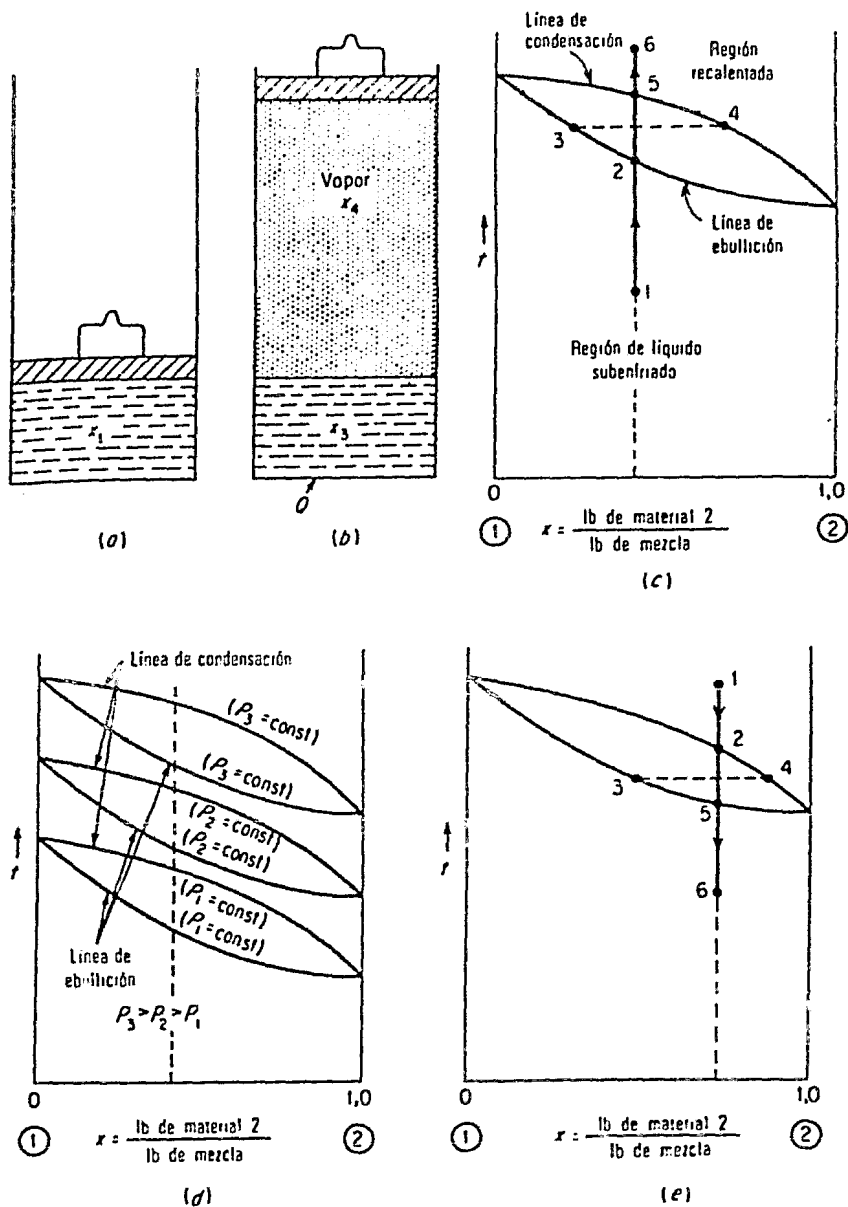 Vapor
x₄
x₁
x₃
O
(a)
(b)
Línea de
condensación
6
Región
recalentada
5
4
3
2
Línea de
ebullición
1
Región de líquido
subenfriado
t
0
1,0
① x = lb de material 2 ②
lb de mezcla
(c)
Línea de condensación
(P₃ = const)
(P₃ = const)
(P₂ = const)
(P₂ = const)
(P₁ = const)
(P₁ = const)
Línea de
ebullición
P₃ > P₂ > P₁
t
0
1,0
① x = lb de material 2 ②
lb de mezcla
(d)
1
2
4
3
5
6
t
0
1,0
① x = lb de material 2 ②
lb de mezcla
(e)